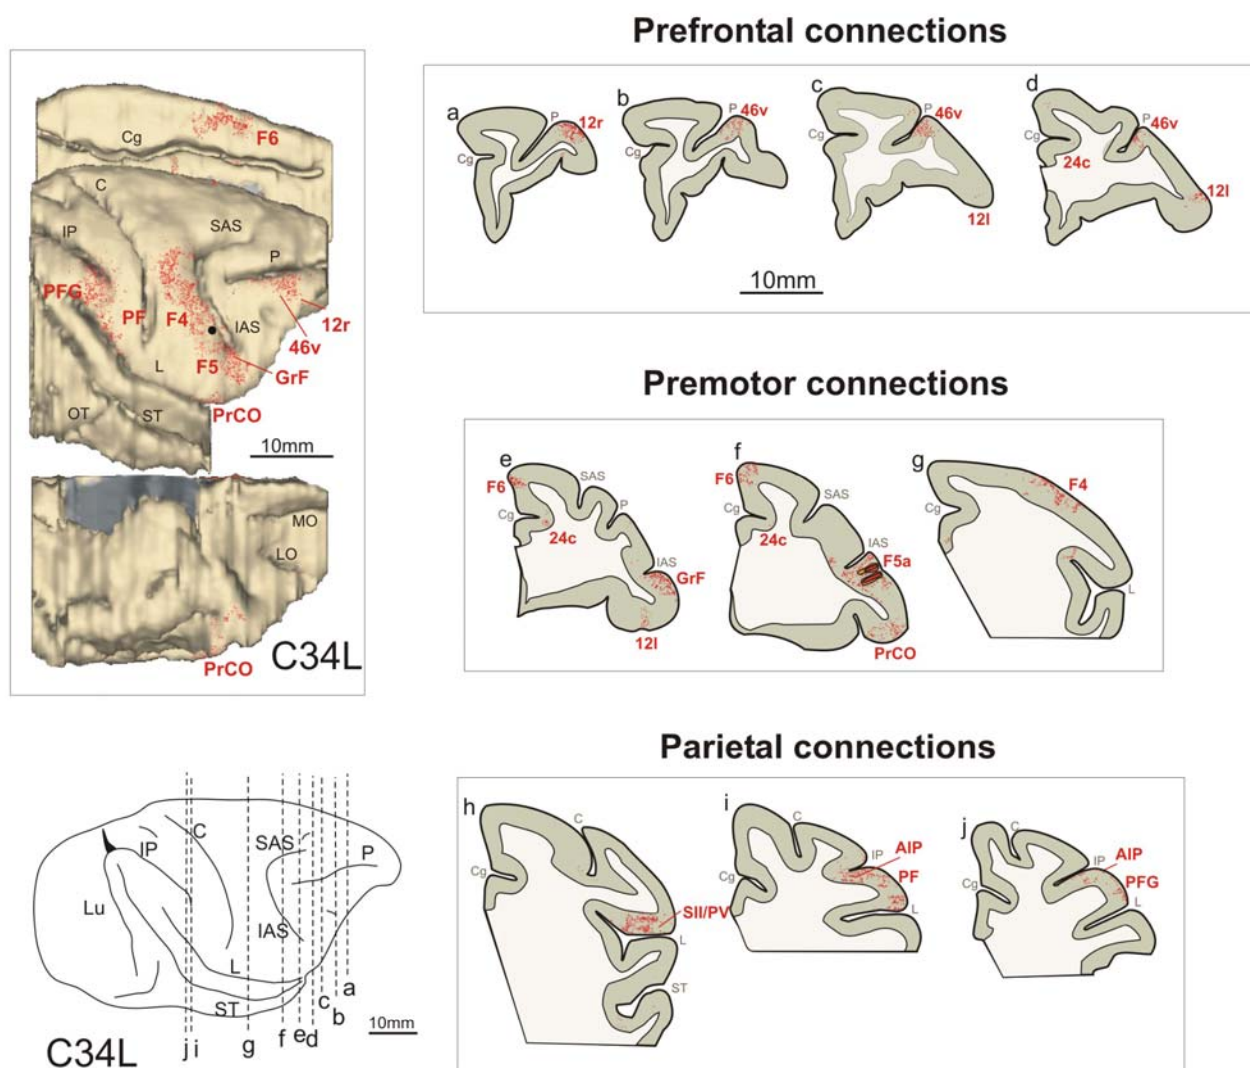 Prefrontal connections
Cg
F6
C
SAS
IP
P
PFG
PF
F4
IAS
12r
46v
L
F5
GrF
PrCO
OT
ST
10mm
MO
LO
PrCO
C34L
a
P
12r
Cg
b
P
46v
Cg
c
P
46v
Cg
12l
d
P
46v
Cg
24c
12l
10mm
Premotor connections
e
F6
SAS
P
Cg
24c
IAS
GrF
12l
f
F6
SAS
Cg
24c
IAS
F5a
PrCO
g
F4
Cg
L
Parietal connections
h
C
Cg
SII/PV
L
ST
i
C
IP
AIP
PF
Cg
L
j
C
IP
AIP
PFG
Cg
L
C
IP
SAS
P
Lu
IAS
L
ST
a
b
c
d
e
f
g
i
j
10mm
C34L